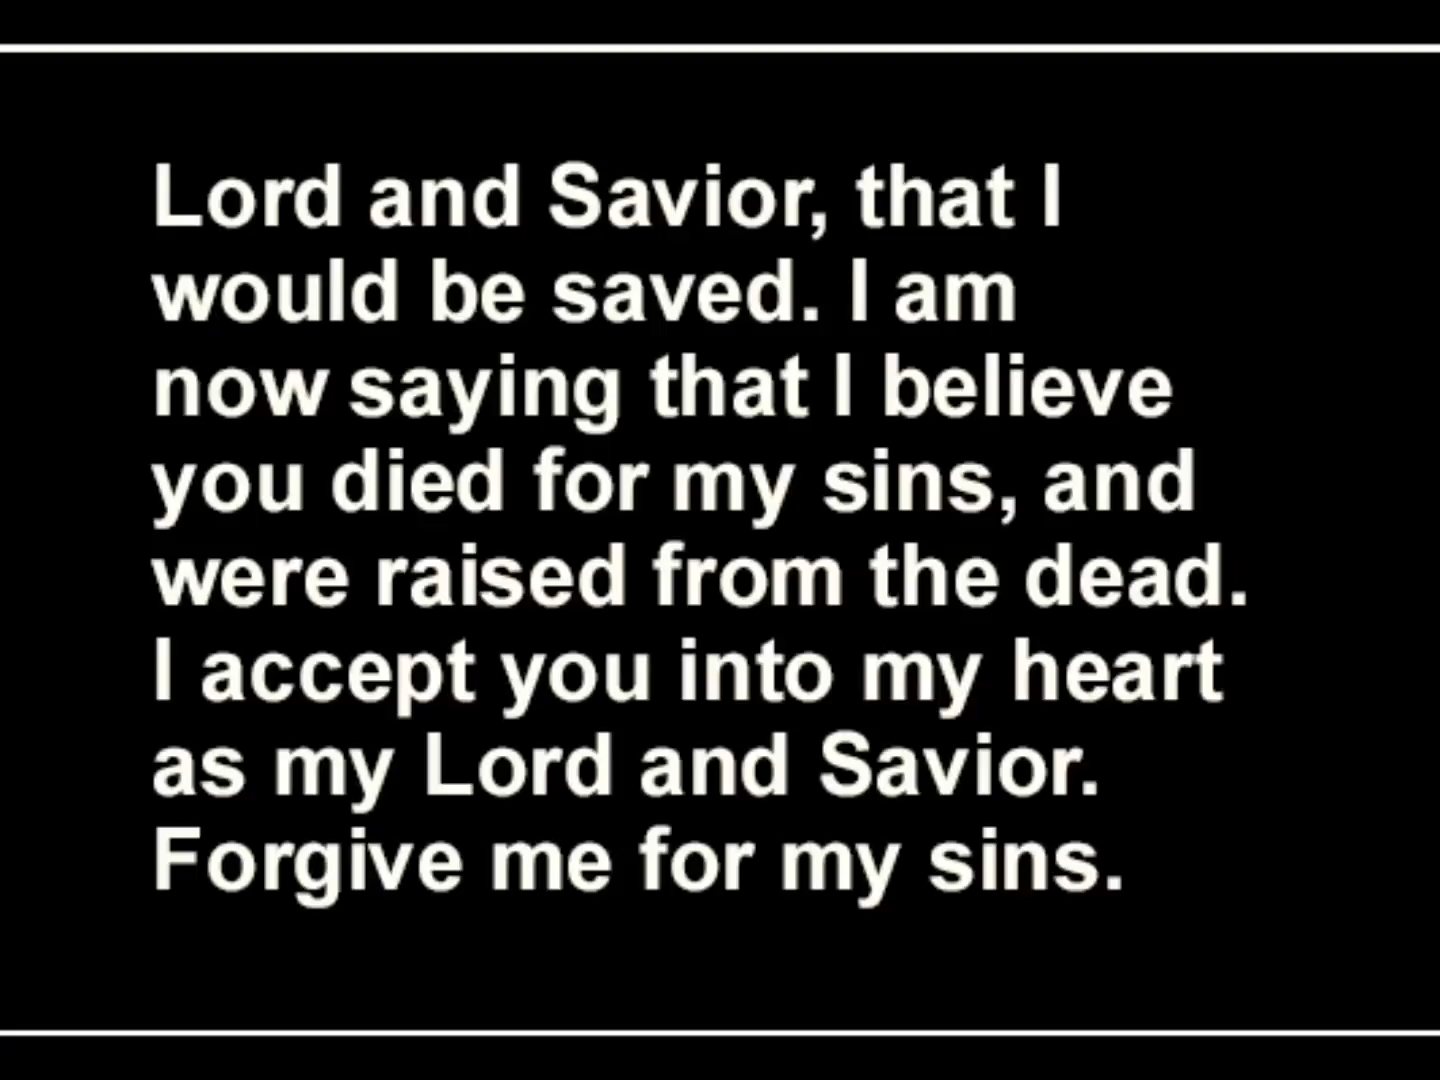 Lord and Savior, that I
would be saved. I am
now saying that I believe
you died for my sins, and
were raised from the dead.
I accept you into my heart
as my Lord and Savior.
Forgive me for my sins.